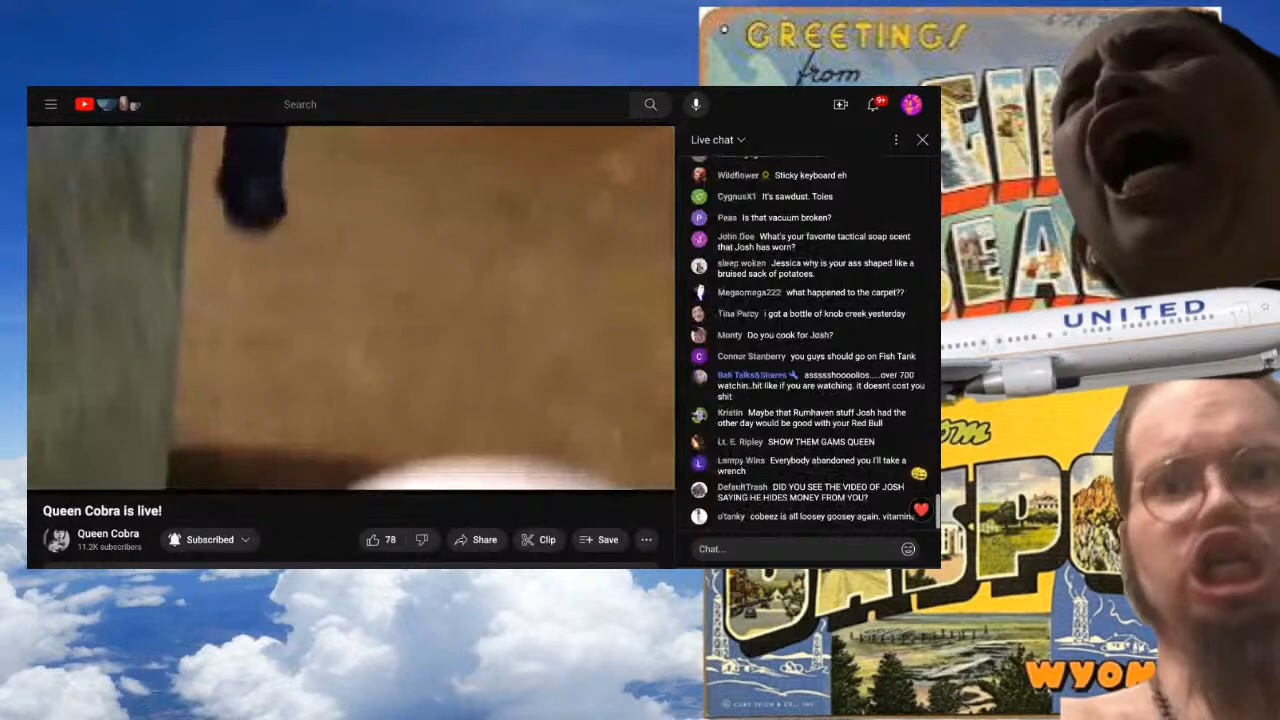 GREETINGS
from
Search
9+
Live chat
Wildflower Sticky keyboard eh
CygnusX1 It's sawdust. Toles
Peas Is that vacuum broken?
John Doe What's your favorite tactical soap scent
that Josh has worn?
sleep woken Jessica why is your ass shaped like a
bruised sack of potatoes.
Megaomega222 what happened to the carpet??
Tina Percy i got a bottle of knob creek yesterday
Monty Do you cook for Josh?
Connor Stanberry you guys should go on Fish Tank
Bali Talks&Shares assssshoooolios.....over 700
watchin..hit like if you are watching. it doesnt cost you
shit
Kristin Maybe that Rumhaven stuff Josh had the
other day would be good with your Red Bull
Lt. E. Ripley SHOW THEM GAMS QUEEN
Lampy Wins Everybody abandoned you I'll take a
wrench
DefaultTrash DID YOU SEE THE VIDEO OF JOSH
SAYING HE HIDES MONEY FROM YOU?
o'tanky cobeez is all loosey goosey again. vitamin
Chat...
Queen Cobra is live!
Queen Cobra
11.2K subscribers
Subscribed
78
Share
Clip
Save
UNITED
WYOM